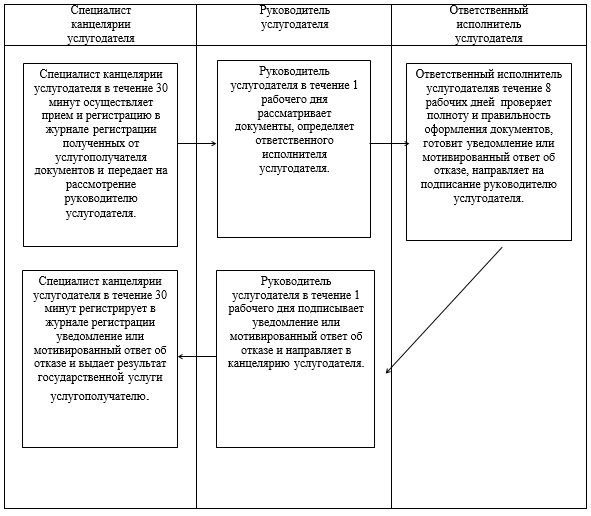 Специалист
канцелярии
услугодателя
Руководитель
услугодателя
Ответственный
исполнитель
услугодателя
Специалист канцелярии
услугодателя в течение 30
минут осуществляет
прием и регистрацию в
журнале регистрации
полученных от
услугополучателя
документов и передает на
рассмотрение
руководителю
услугодателя.
Руководитель
услугодателя в течение 1
рабочего дня
рассматривает
документы, определяет
ответственного
исполнителя
услугодателя.
Ответственный исполнитель
услугодателяв течение 8
рабочих дней проверяет
полноту и правильность
оформления документов,
готовит уведомление или
мотивированный ответ об
отказе, направляет на
подписание руководителю
услугодателя.
Специалист канцелярии
услугодателя в течение 30
минут регистрирует в
журнале регистрации
уведомление или
мотивированный ответ об
отказе и выдает результат
государственной услуги
услугополучателю.
Руководитель
услугодателя в течение 1
рабочего дня подписывает
уведомление или
мотивированный ответ об
отказе и направляет в
канцелярию услугодателя.